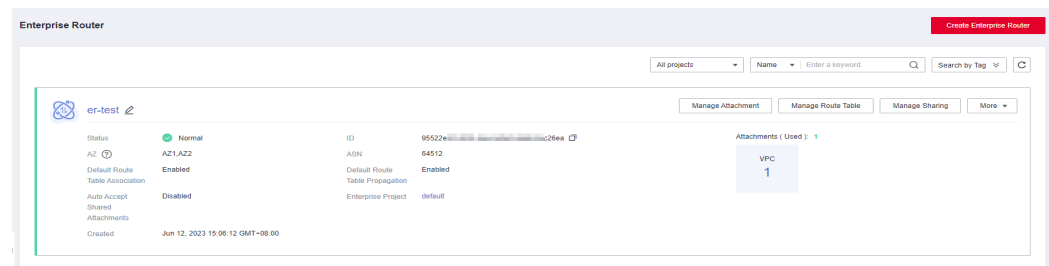 Enterprise Router
Create Enterprise Router
All projects Name Enter a keyword. Search by Tag
er-test
Manage Attachment Manage Route Table Manage Sharing More
Status Normal ID 95522e c26ea
Attachments ( Used ): 1
AZ AZ1,AZ2 ASN 64512
VPC
1
Default Route Enabled Default Route Enabled
Table Association Table Propagation
Auto Accept Disabled Enterprise Project default
Shared
Attachments
Created Jun 12, 2023 15:06:12 GMT+08:00